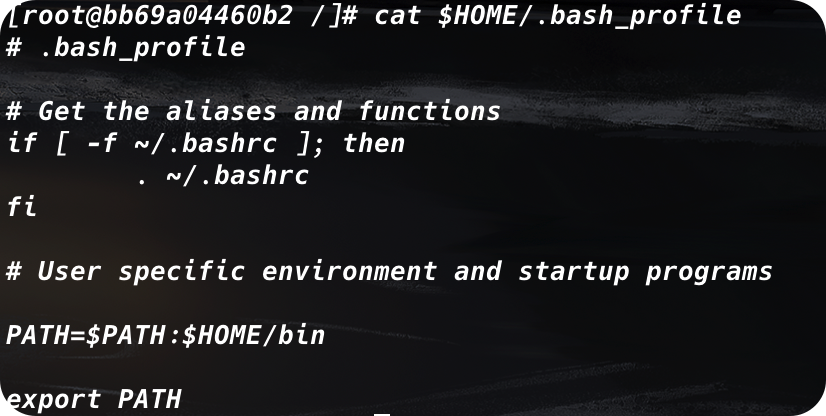 [root@bb69a04460b2 /]# cat $HOME/.bash_profile
# .bash_profile
# Get the aliases and functions
if [ -f ~/.bashrc ]; then
        . ~/.bashrc
fi
# User specific environment and startup programs
PATH=$PATH:$HOME/bin
export PATH